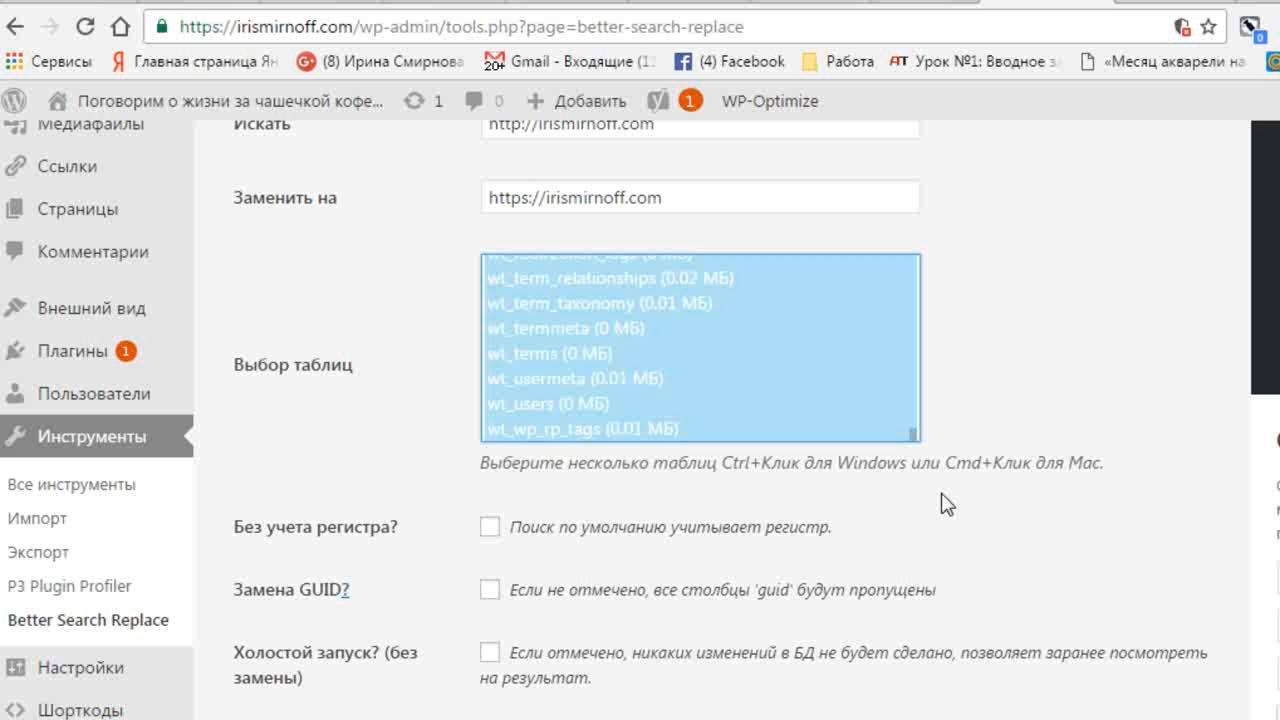 https://irismirnoff.com/wp-admin/tools.php?page=better-search-replace
Сервисы
Я Главная страница Ян
G+ (8) Ирина Смирнова
20+ Gmail - Входящие (1
f (4) Facebook
Работа
АТ Урок №1: Вводное з
«Месяц акварели на
0
Поговорим о жизни за чашечкой кофе...
1
0
Добавить
1
WP-Optimize
Медиафайлы
Ссылки
Страницы
Комментарии
Внешний вид
Плагины 1
Пользователи
Инструменты
Все инструменты
Импорт
Экспорт
P3 Plugin Profiler
Better Search Replace
Настройки
Шорткоды
Искать
http://irismirnoff.com
Заменить на
https://irismirnoff.com
Выбор таблиц
wt_term_relationships (0.02 МБ)
wt_term_taxonomy (0.01 МБ)
wt_termmeta (0 МБ)
wt_terms (0 МБ)
wt_usermeta (0.01 МБ)
wt_users (0 МБ)
wt_wp_rp_tags (0.01 МБ)
Выберите несколько таблиц Ctrl+Клик для Windows или Cmd+Клик для Mac.
Без учета регистра?
Поиск по умолчанию учитывает регистр.
Замена GUID?
Если не отмечено, все столбцы 'guid' будут пропущены
Холостой запуск? (без
замены)
Если отмечено, никаких изменений в БД не будет сделано, позволяет заранее посмотреть
на результат.